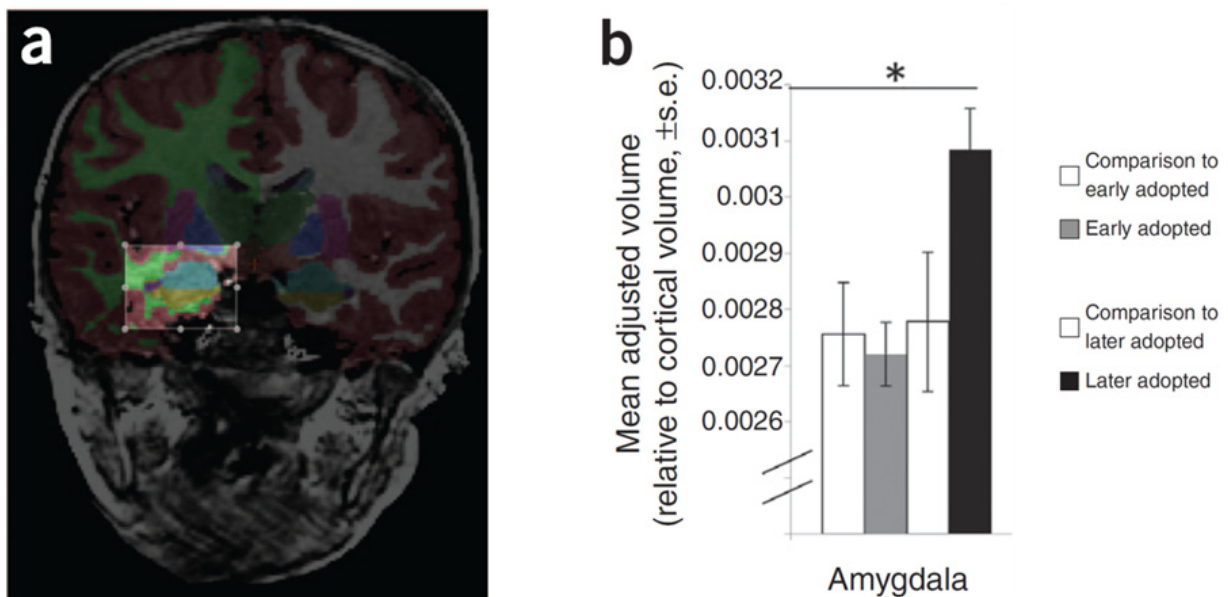 a
b
*
0.0032
0.0031
0.003
0.0029
0.0028
0.0027
0.0026
Mean adjusted volume
(relative to cortical volume, ±s.e.)
Amygdala
Comparison to
early adopted
Early adopted
Comparison to
later adopted
Later adopted